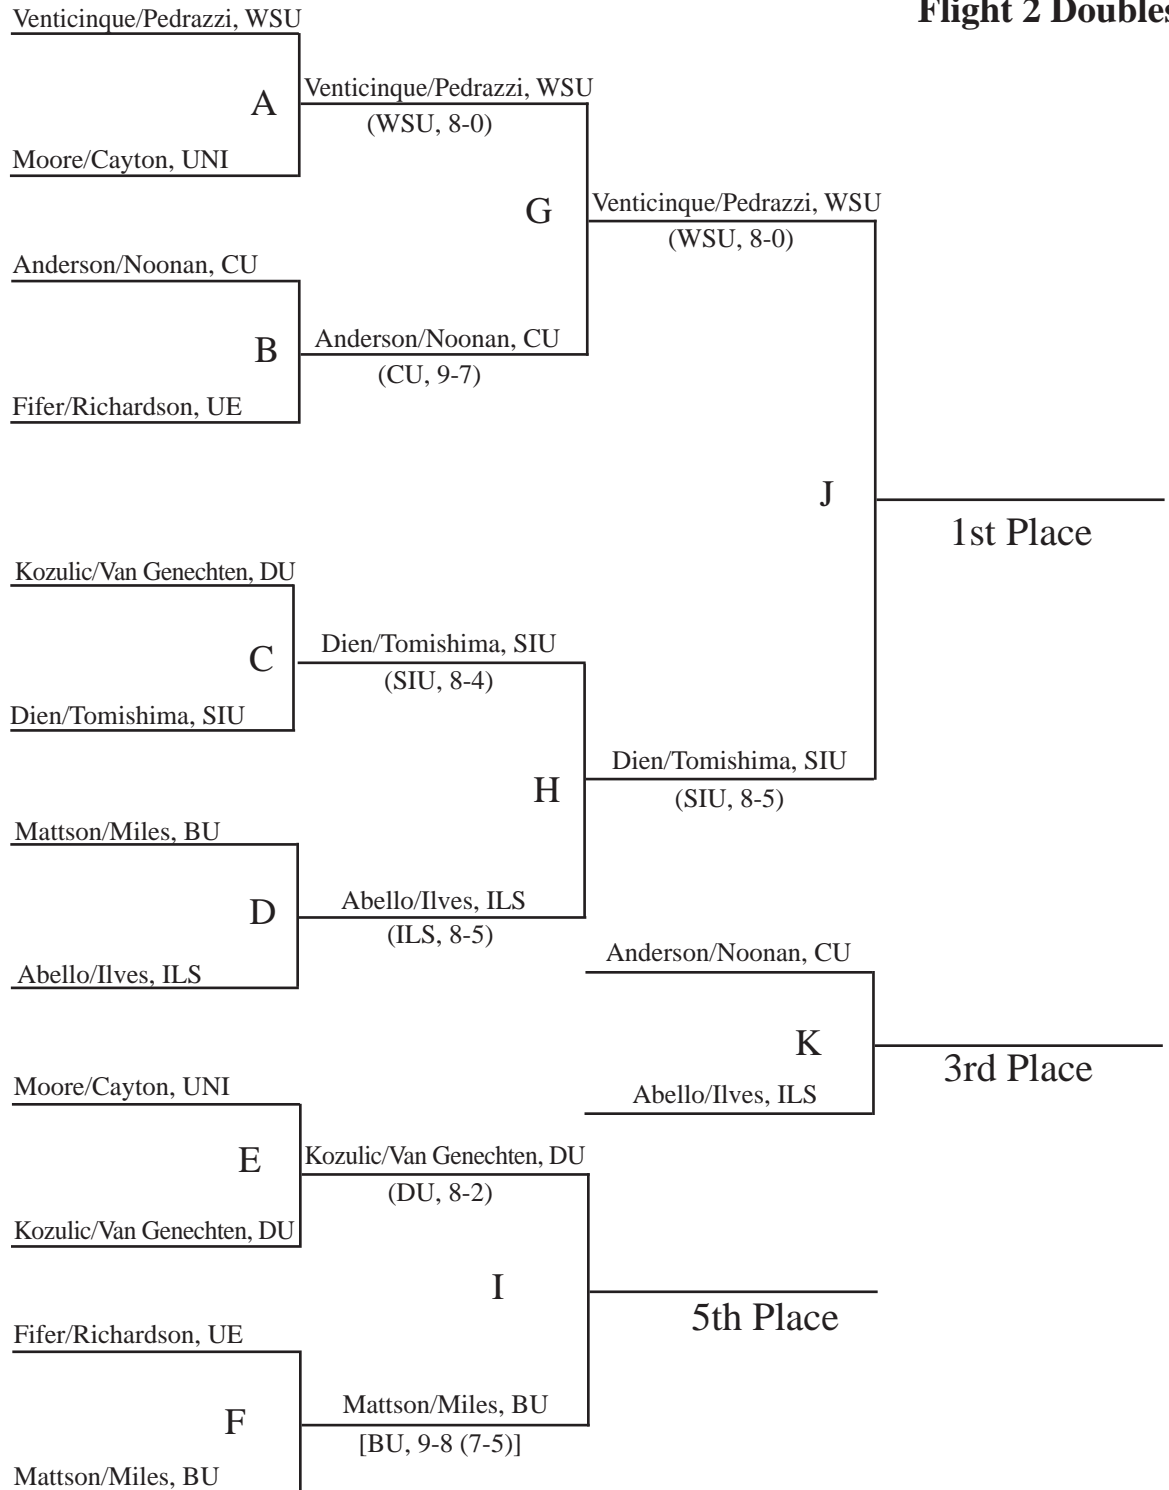 Flight 2 Doubles
Venticinque/Pedrazzi, WSU
Venticinque/Pedrazzi, WSU
A
(WSU, 8-0)
Moore/Cayton, UNI
Venticinque/Pedrazzi, WSU
G
(WSU, 8-0)
Anderson/Noonan, CU
Anderson/Noonan, CU
B
(CU, 9-7)
Fifer/Richardson, UE
J
1st Place
Kozulic/Van Genechten, DU
Dien/Tomishima, SIU
C
(SIU, 8-4)
Dien/Tomishima, SIU
Dien/Tomishima, SIU
H
(SIU, 8-5)
Mattson/Miles, BU
Abello/Ilves, ILS
D
(ILS, 8-5)
Anderson/Noonan, CU
Abello/Ilves, ILS
K
3rd Place
Moore/Cayton, UNI
Abello/Ilves, ILS
E
Kozulic/Van Genechten, DU
(DU, 8-2)
Kozulic/Van Genechten, DU
I
5th Place
Fifer/Richardson, UE
Mattson/Miles, BU
F
[BU, 9-8 (7-5)]
Mattson/Miles, BU